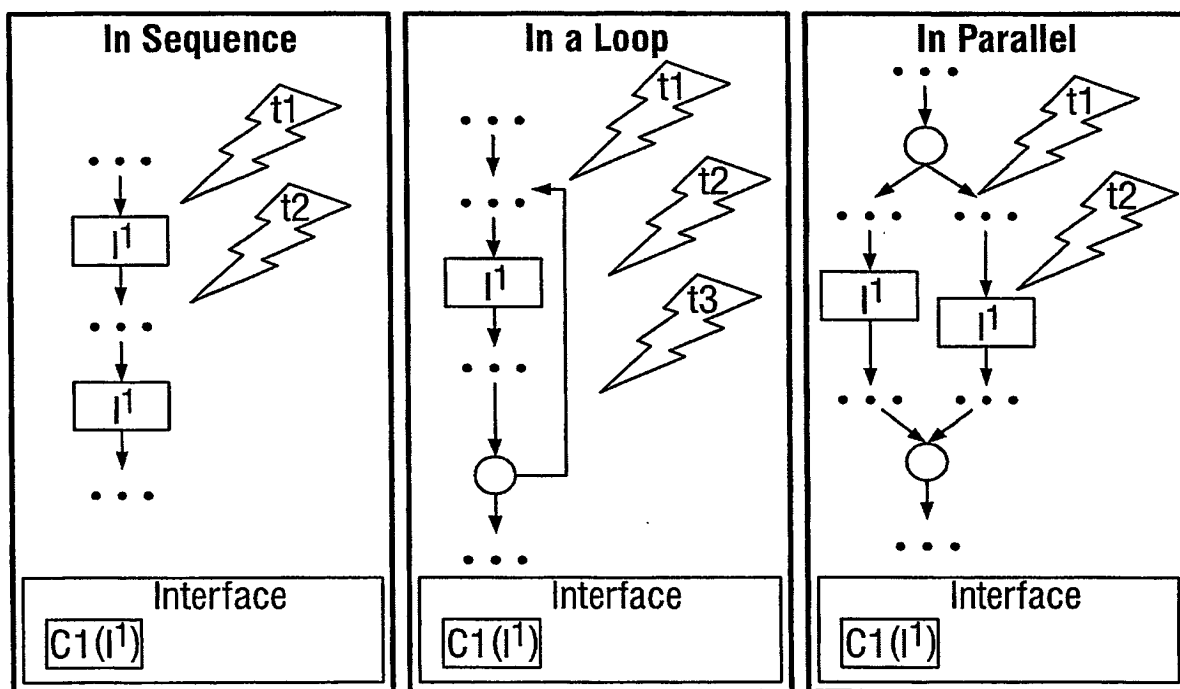 In Sequence
t1
t2
I¹
I¹
Interface
C1(I¹)
In a Loop
t1
t2
I¹
t3
Interface
C1(I¹)
In Parallel
t1
t2
I¹
I¹
Interface
C1(I¹)